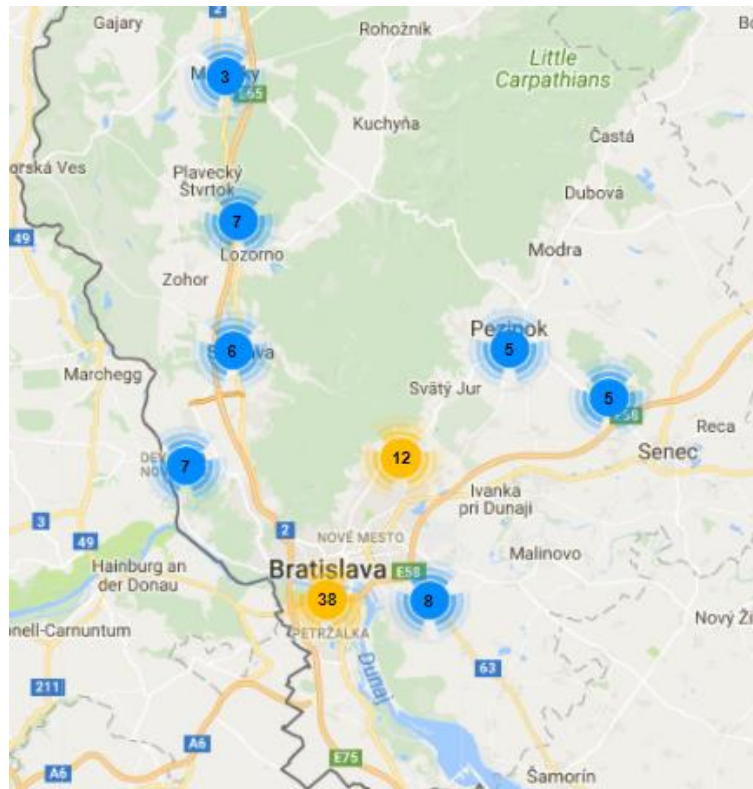 2
Gajary
Rohožník
Little
Carpathians
3
E65
Kuchyňa
Častá
orská Ves
Plavecký
Štvrtok
Dubová
7
49
Lozorno
Modra
Zohor
Pezinok
6
5
Marchegg
Svätý Jur
5
E58
Reca
12
Senec
7
Ivanka
pri Dunaji
3
2
NOVÉ MESTO
49
Hainburg an
der Donau
Malinovo
Bratislava
E58
38
8
nell-Carnuntum
PETRŽALKA
Nový Ži
Dunaj
63
211
A6
E75
A6
Šamorín